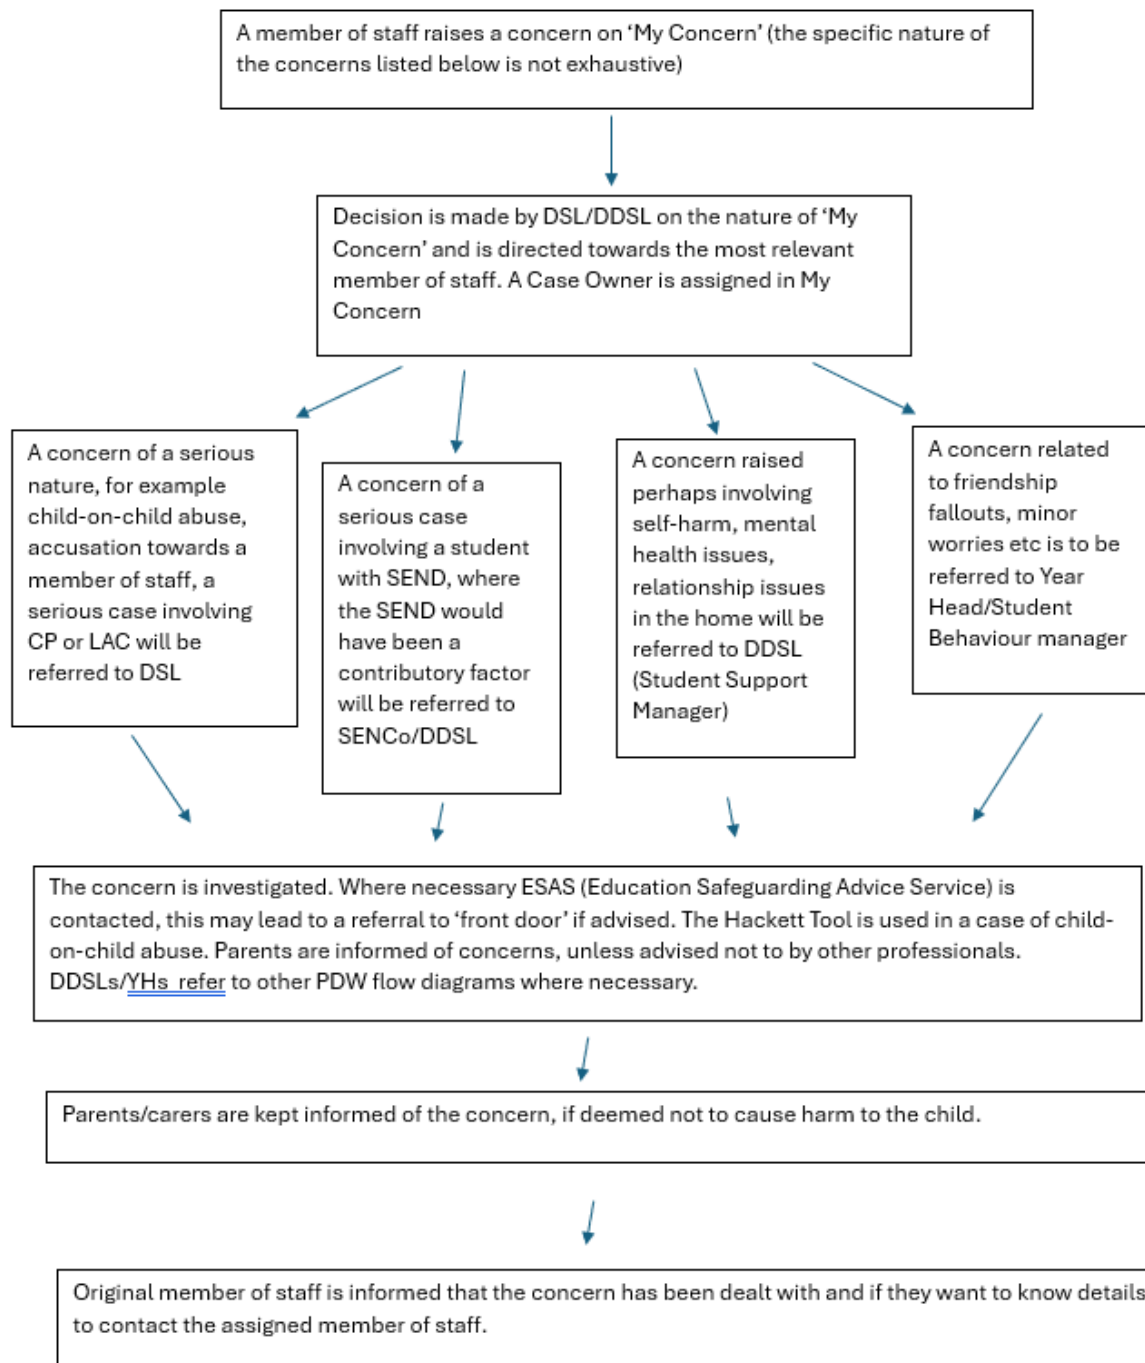 A member of staff raises a concern on ‘My Concern’ (the specific nature of
the concerns listed below is not exhaustive)
Decision is made by DSL/DDSL on the nature of ‘My
Concern’ and is directed towards the most relevant
member of staff. A Case Owner is assigned in My
Concern
A concern of a serious
nature, for example
child-on-child abuse,
accusation towards a
member of staff, a
serious case involving
CP or LAC will be
referred to DSL
A concern of a
serious case
involving a student
with SEND, where
the SEND would
have been a
contributory factor
will be referred to
SENCo/DDSL
A concern raised
perhaps involving
self-harm, mental
health issues,
relationship issues
in the home will be
referred to DDSL
(Student Support
Manager)
A concern related
to friendship
fallouts, minor
worries etc is to be
referred to Year
Head/Student
Behaviour manager
The concern is investigated. Where necessary ESAS (Education Safeguarding Advice Service) is
contacted, this may lead to a referral to ‘front door’ if advised. The Hackett Tool is used in a case of child-
on-child abuse. Parents are informed of concerns, unless advised not to by other professionals.
DDSLs/YHs refer to other PDW flow diagrams where necessary.
Parents/carers are kept informed of the concern, if deemed not to cause harm to the child.
Original member of staff is informed that the concern has been dealt with and if they want to know details
to contact the assigned member of staff.